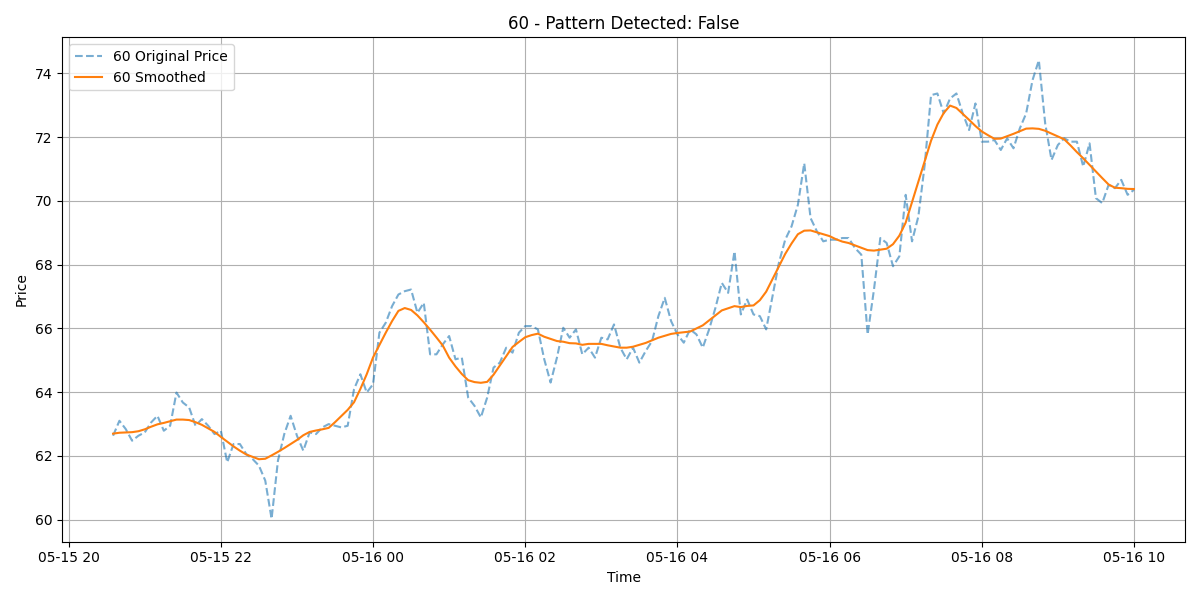 60 - Pattern Detected: False
60 Original Price
60 Smoothed
Price
74
72
70
68
66
64
62
60
05-15 20 05-15 22 05-16 00 05-16 02 05-16 04 05-16 06 05-16 08 05-16 10
Time